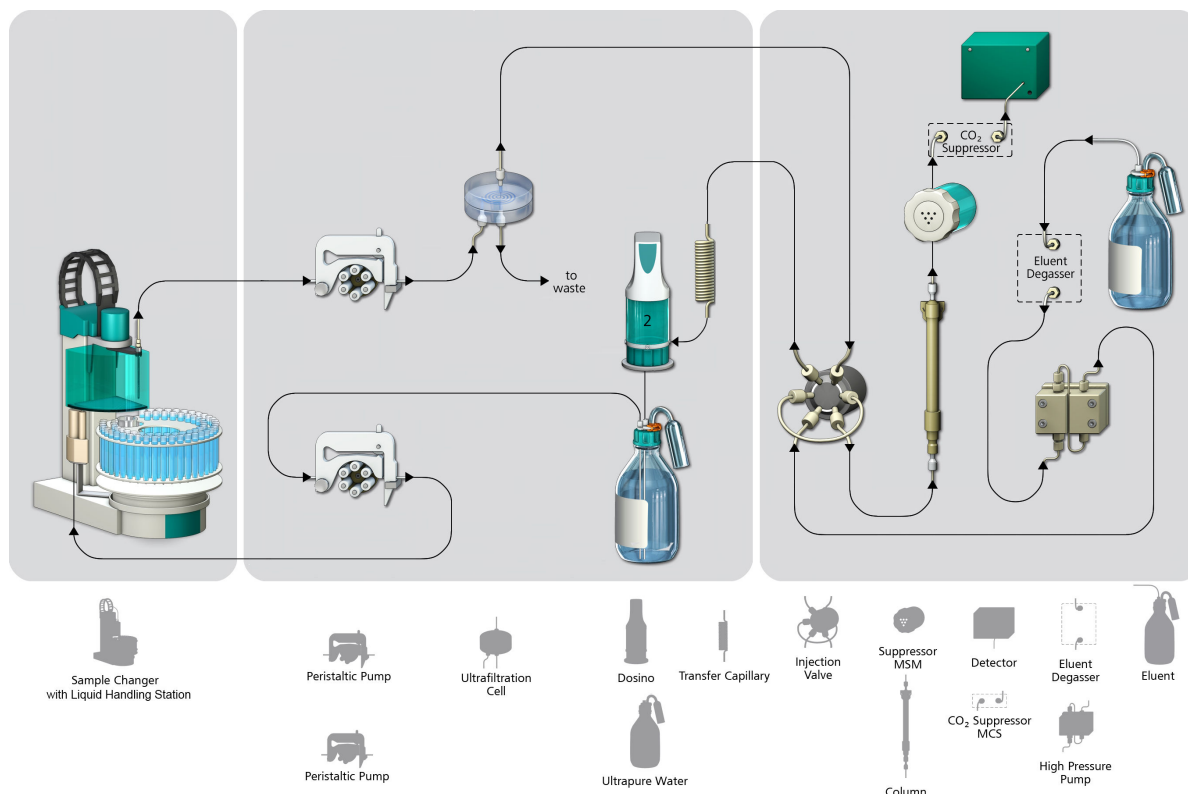 CO₂
Suppressor
Eluent
Degasser
to
waste
2
Sample Changer
with Liquid Handling Station
Peristaltic Pump
Ultrafiltration
Cell
Dosino
Transfer Capillary
Injection
Valve
Suppressor
MSM
Detector
Eluent
Degasser
Eluent
CO₂ Suppressor
MCS
Peristaltic Pump
Ultrapure Water
High Pressure
Pump
Column